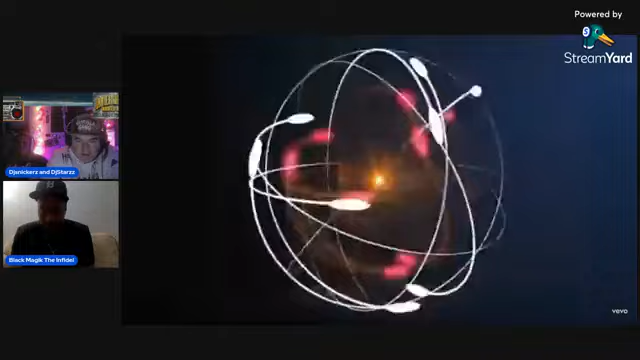 Powered by
StreamYard
Djsnickerz and DjStarzz
Black Magik The Infidel
vevo